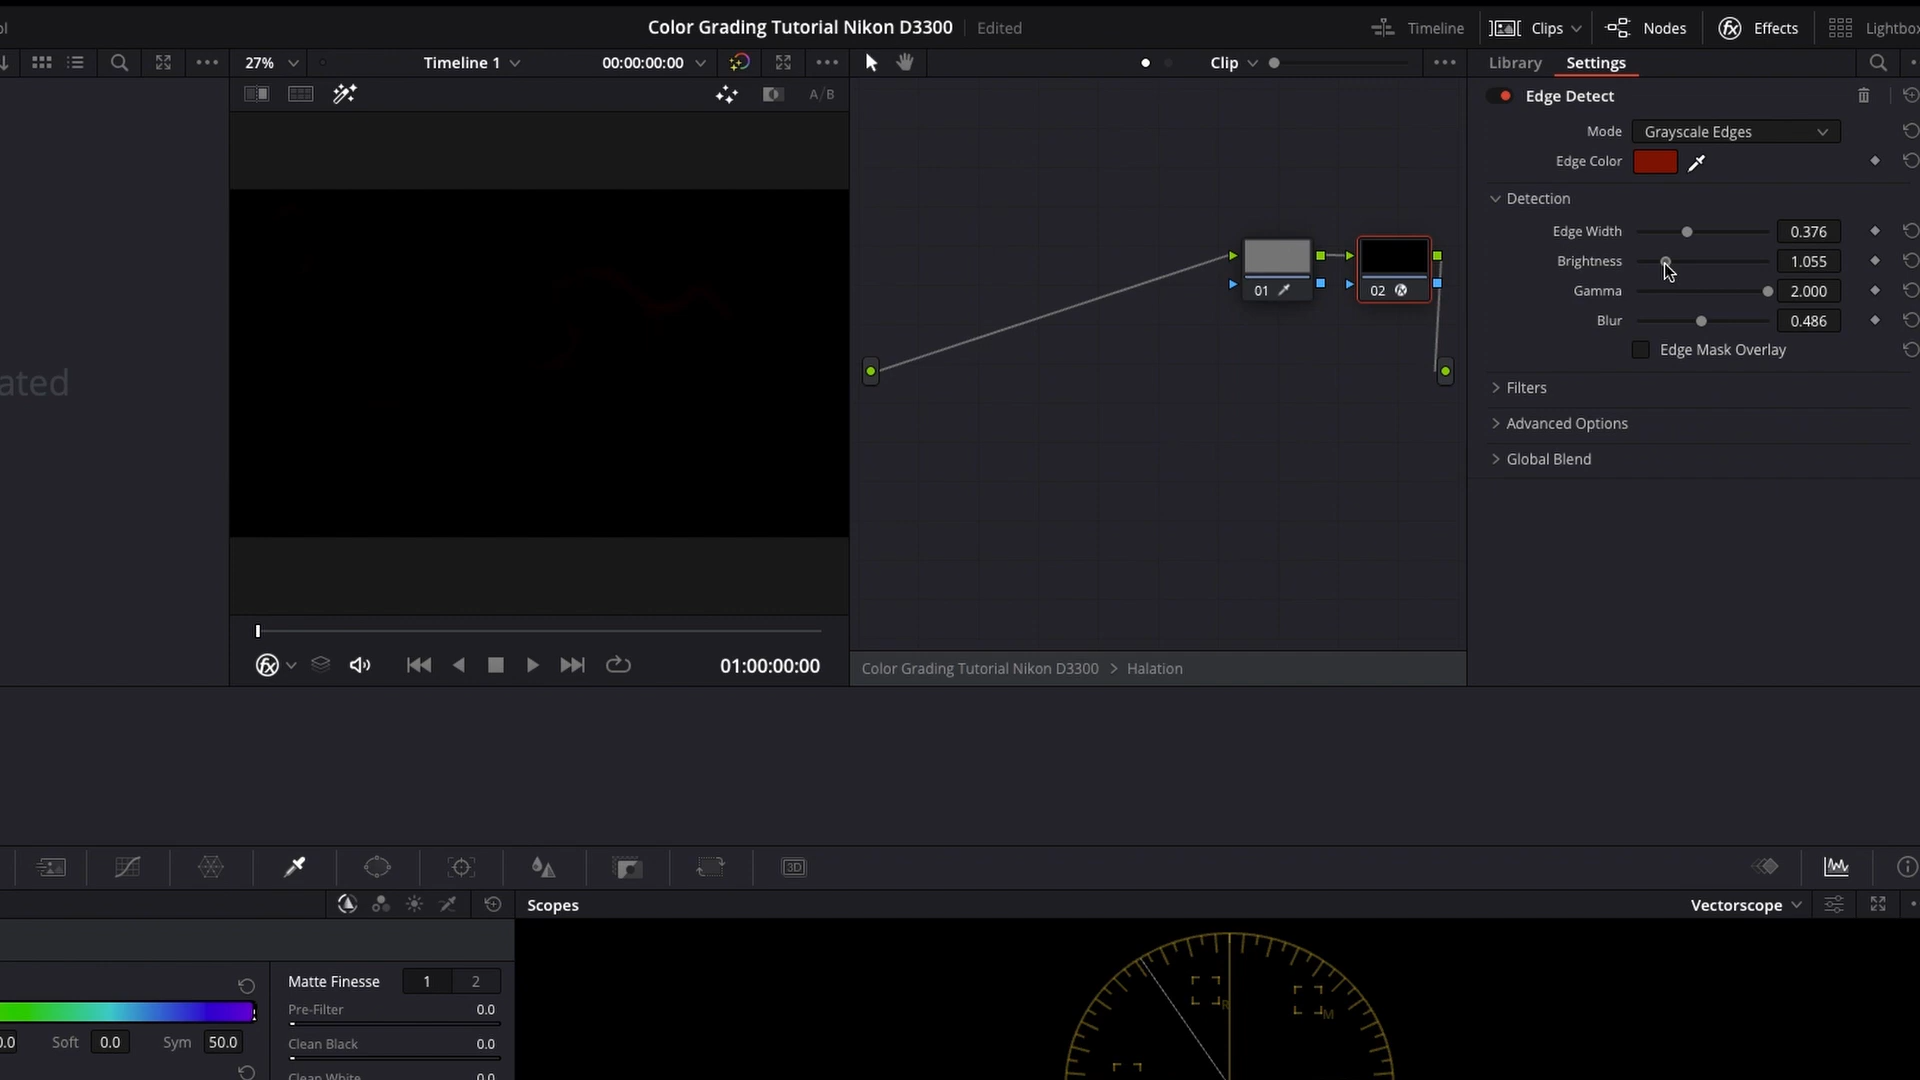 ol
Color Grading Tutorial Nikon D3300
Edited
Timeline
Clips
Nodes
Effects
Lightbox
27%
Timeline 1
00:00:00:00
Clip
Library
Settings
A/B
Edge Detect
Mode
Grayscale Edges
Edge Color
Detection
Edge Width
0.376
Brightness
1.055
Gamma
2.000
Blur
0.486
Edge Mask Overlay
Filters
Advanced Options
Global Blend
01
02
ated
01:00:00:00
Color Grading Tutorial Nikon D3300 > Halation
3D
Scopes
Vectorscope
Matte Finesse
1
2
Pre-Filter
0.0
Clean Black
0.0
Clean White
0.0
0.0
Soft
0.0
Sym
50.0
R
M